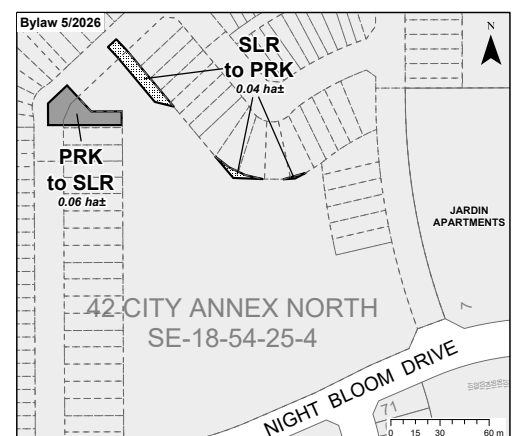 Bylaw 5/2026
N
SLR
to PRK
0.04 ha±
PRK
to SLR
0.06 ha±
JARDIN
APARTMENTS
42 CITY ANNEX NORTH
SE-18-54-25-4
7
NIGHT BLOOM DRIVE
71
0 15 30 60 m